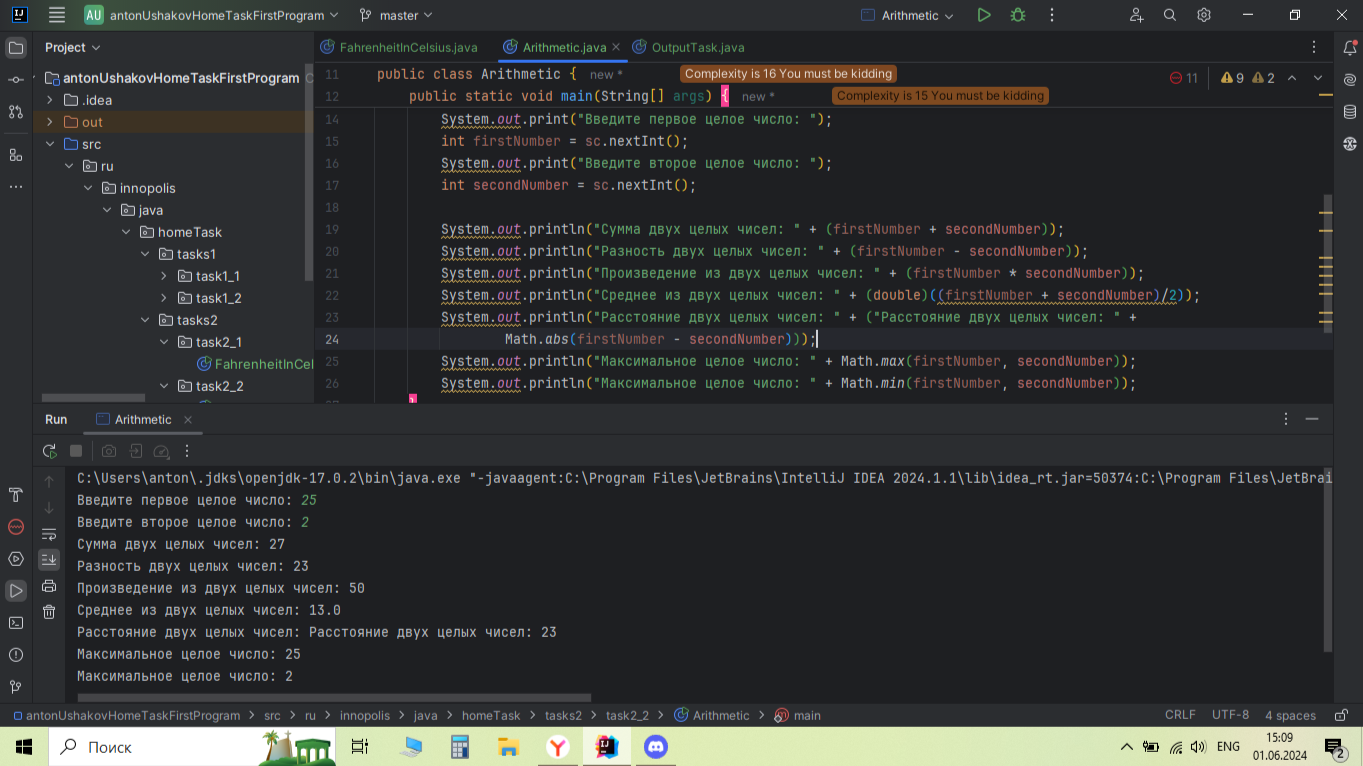 AU antonUshakovHomeTaskFirstProgram master Arithmetic
Project
FahrenheitInCelsius.java Arithmetic.java OutputTask.java
antonUshakovHomeTaskFirstProgram
.idea
out
src
ru
innopolis
java
homeTask
tasks1
task1_1
task1_2
tasks2
task2_1
FahrenheitInCel
task2_2
11 public class Arithmetic { new * Complexity is 16 You must be kidding 11 9 2
12 public static void main(String[] args) { new * Complexity is 15 You must be kidding
14 System.out.print("Введите первое целое число: ");
15 int firstNumber = sc.nextInt();
16 System.out.print("Введите второе целое число: ");
17 int secondNumber = sc.nextInt();
18
19 System.out.println("Сумма двух целых чисел: " + (firstNumber + secondNumber));
20 System.out.println("Разность двух целых чисел: " + (firstNumber - secondNumber));
21 System.out.println("Произведение из двух целых чисел: " + (firstNumber * secondNumber));
22 System.out.println("Среднее из двух целых чисел: " + (double)((firstNumber + secondNumber)/2));
23 System.out.println("Расстояние двух целых чисел: " + ("Расстояние двух целых чисел: " +
24 Math.abs(firstNumber - secondNumber)));
25 System.out.println("Максимальное целое число: " + Math.max(firstNumber, secondNumber));
26 System.out.println("Максимальное целое число: " + Math.min(firstNumber, secondNumber));
Run Arithmetic
C:\Users\anton\.jdks\openjdk-17.0.2\bin\java.exe "-javaagent:C:\Program Files\JetBrains\IntelliJ IDEA 2024.1.1\lib\idea_rt.jar=50374:C:\Program Files\JetBrai
Введите первое целое число: 25
Введите второе целое число: 2
Сумма двух целых чисел: 27
Разность двух целых чисел: 23
Произведение из двух целых чисел: 50
Среднее из двух целых чисел: 13.0
Расстояние двух целых чисел: Расстояние двух целых чисел: 23
Максимальное целое число: 25
Максимальное целое число: 2
antonUshakovHomeTaskFirstProgram > src > ru > innopolis > java > homeTask > tasks2 > task2_2 > Arithmetic > main CRLF UTF-8 4 spaces
Поиск
ENG
15:09
01.06.2024
2